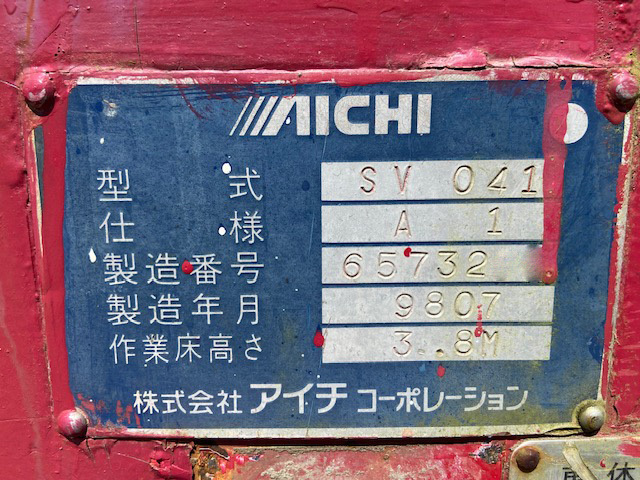 AICHI
型式 SV 041
仕様 A 1
製造番号 65732
製造年月 9807
作業床高さ 3.8M
株式会社 アイチ コーポレーション
体